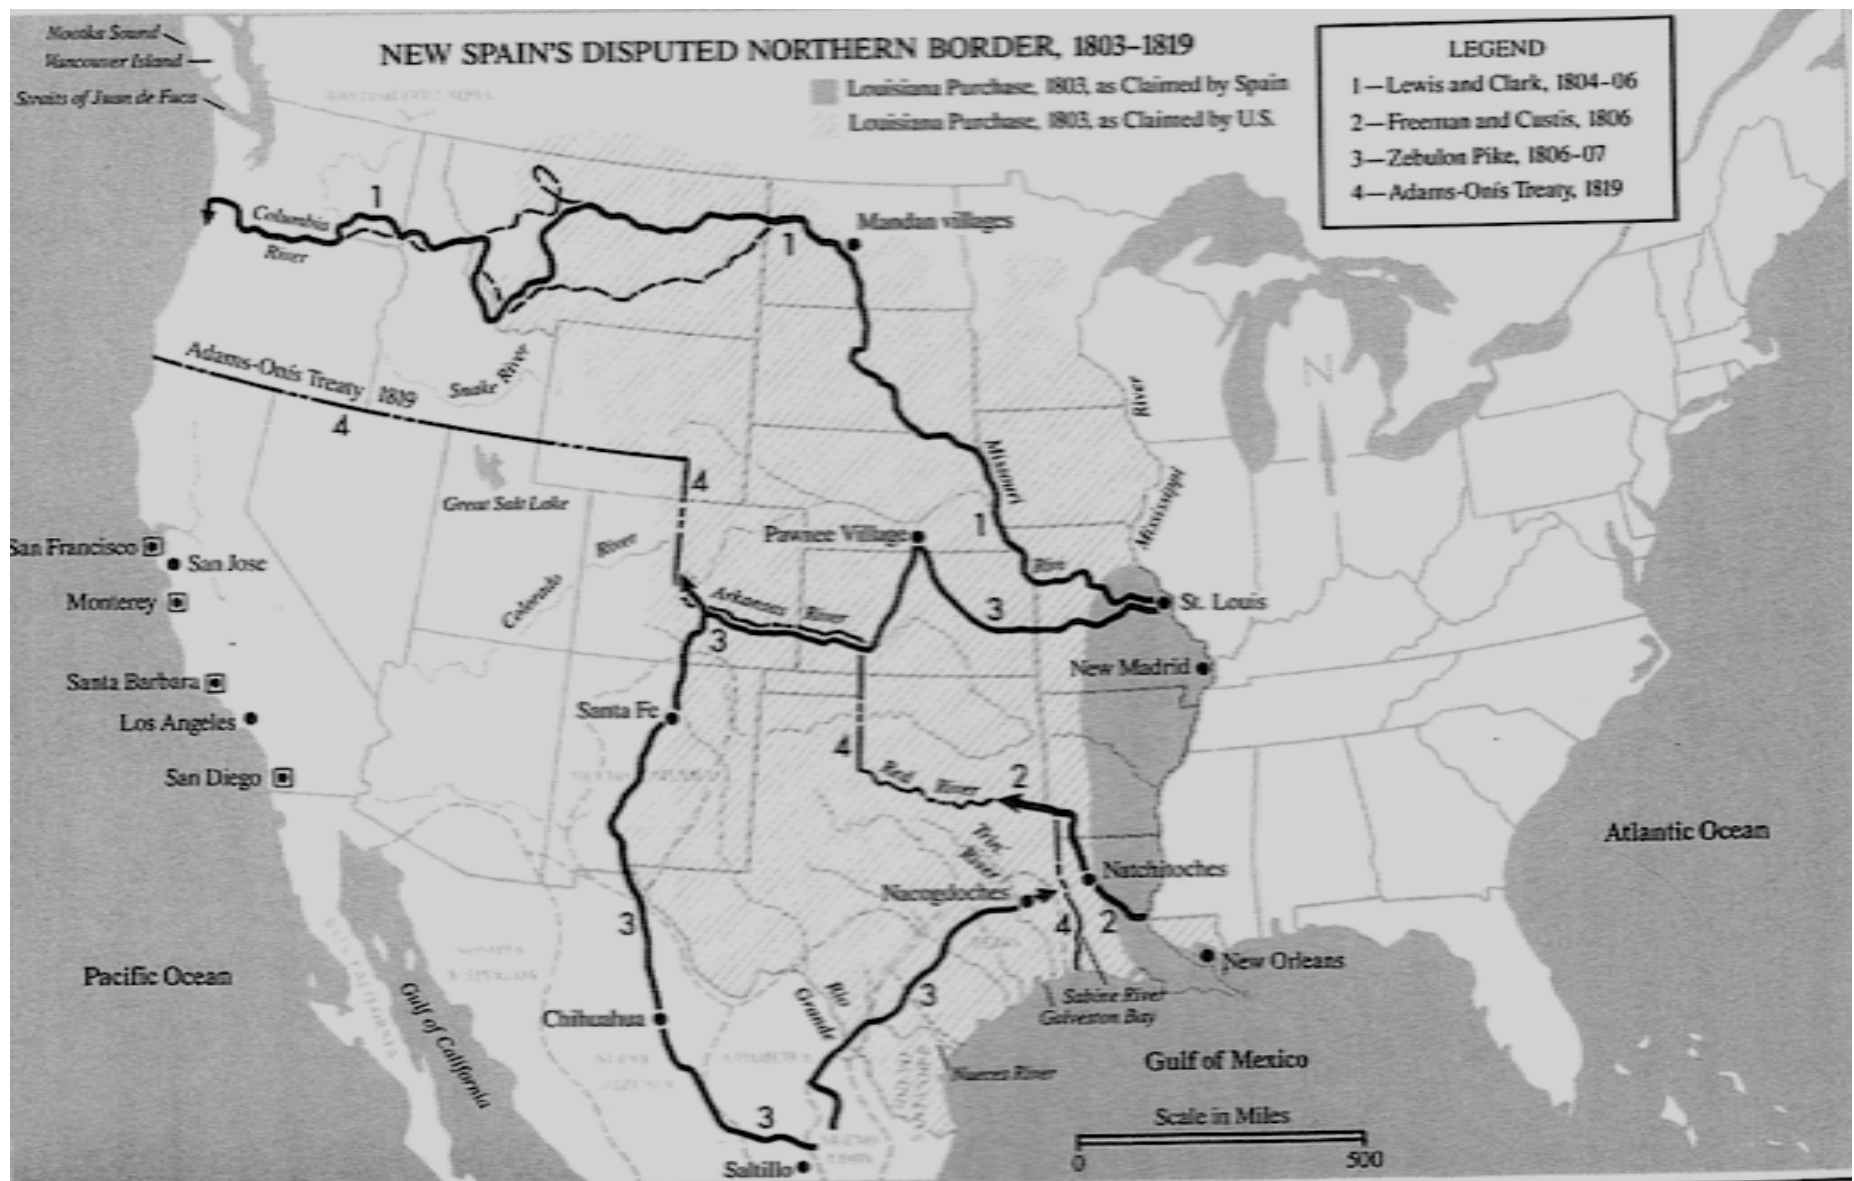 Nootka Sound
Vancouver Island
Straits of Juan de Fuca
NEW SPAIN'S DISPUTED NORTHERN BORDER, 1803–1819
Louisiana Purchase, 1803, as Claimed by Spain
Louisiana Purchase, 1803, as Claimed by U.S.
LEGEND
1—Lewis and Clark, 1804–06
2—Freeman and Custis, 1806
3—Zebulon Pike, 1806–07
4—Adams-Onís Treaty, 1819
1
Columbia
River
Mandan villages
1
N
Adams-Onís Treaty 1819
4
Snake River
River
Mississippi
Missouri
4
Great Salt Lake
1
Pawnee Village
San Francisco
San Jose
Monterey
River
Colorado
Arkansas River
3
3
St. Louis
New Madrid
Santa Barbara
Los Angeles
San Diego
Santa Fe
4
Red River
2
River
Atlantic Ocean
Natchitoches
Nacogdoches
3
4
2
New Orleans
Pacific Ocean
Gulf of California
Rio
Grande
3
Sabine River
Galveston Bay
Chihuahua
Gulf of Mexico
Nueces River
3
Scale in Miles
0 500
Saltillo